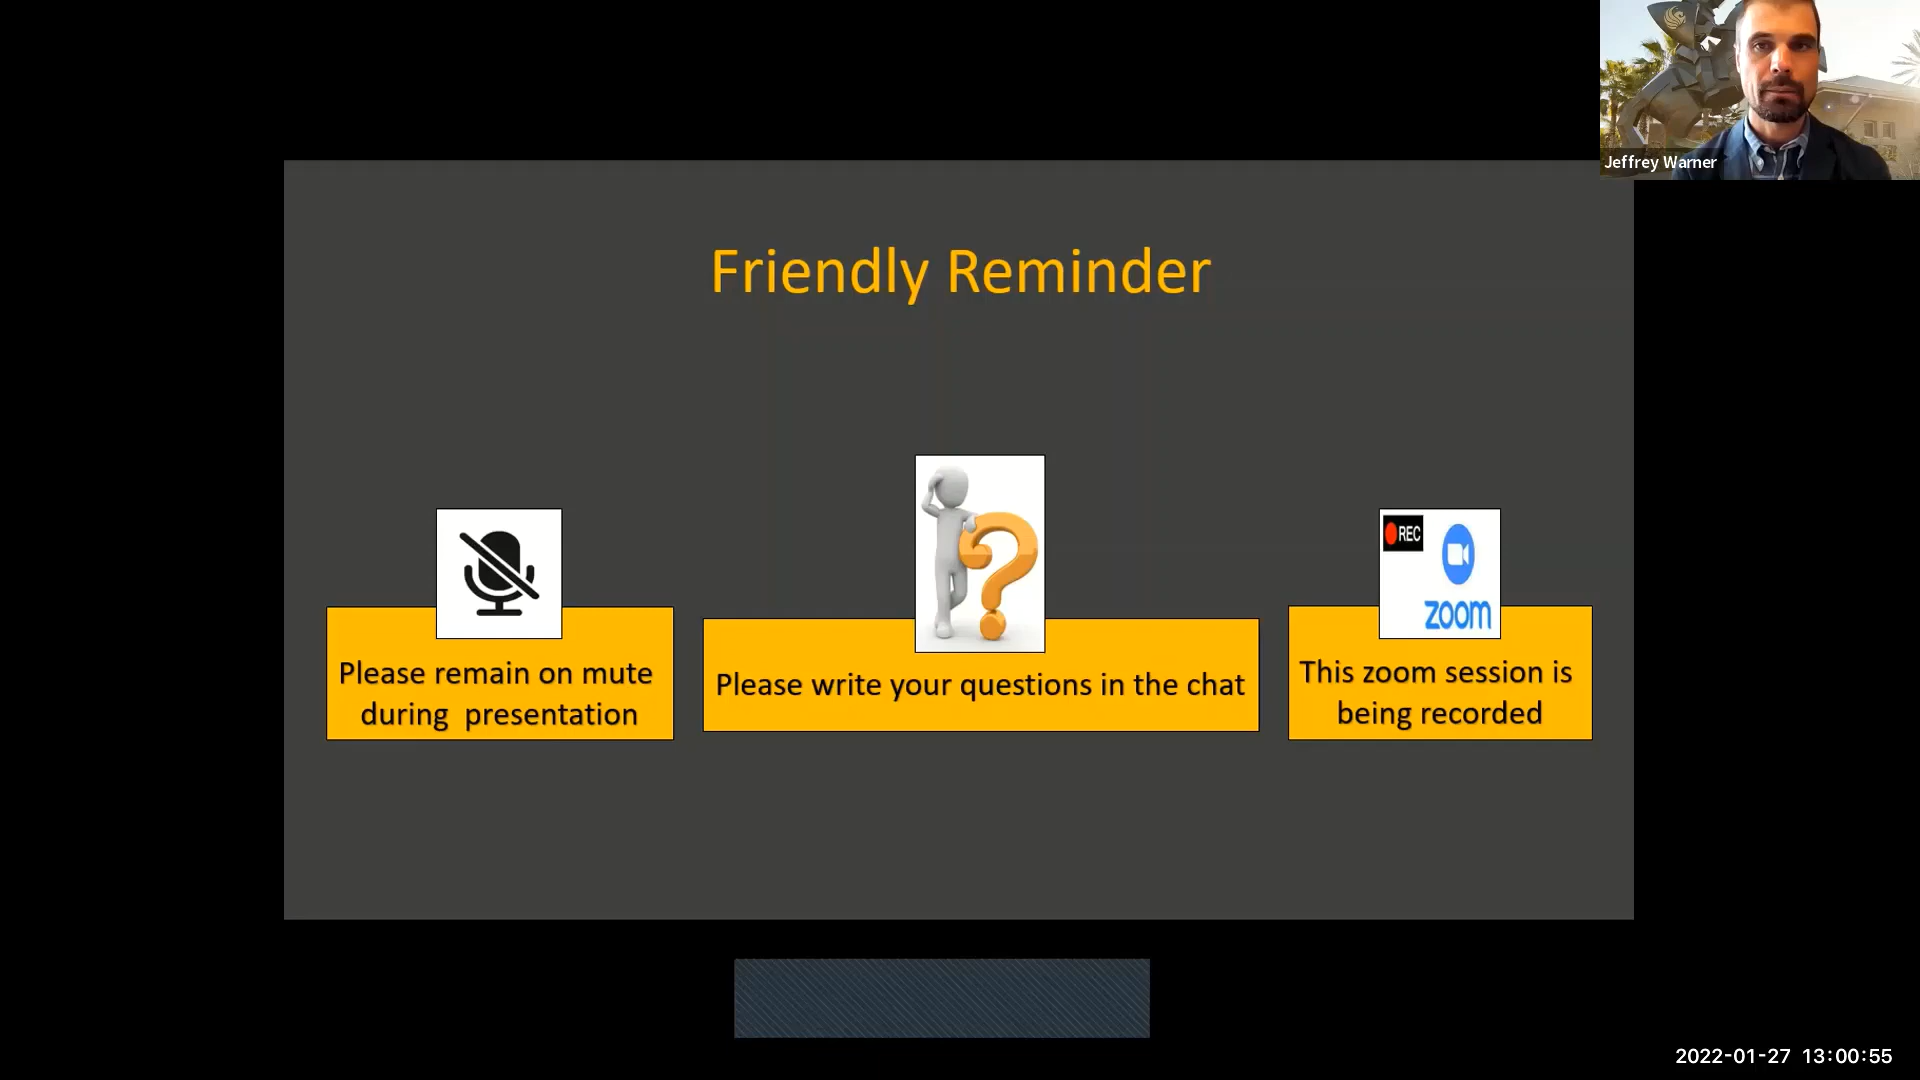 Jeffrey Warner
Friendly Reminder
REC
zoom
Please remain on mute
during presentation
Please write your questions in the chat
This zoom session is
being recorded
2022-01-27 13:00:55